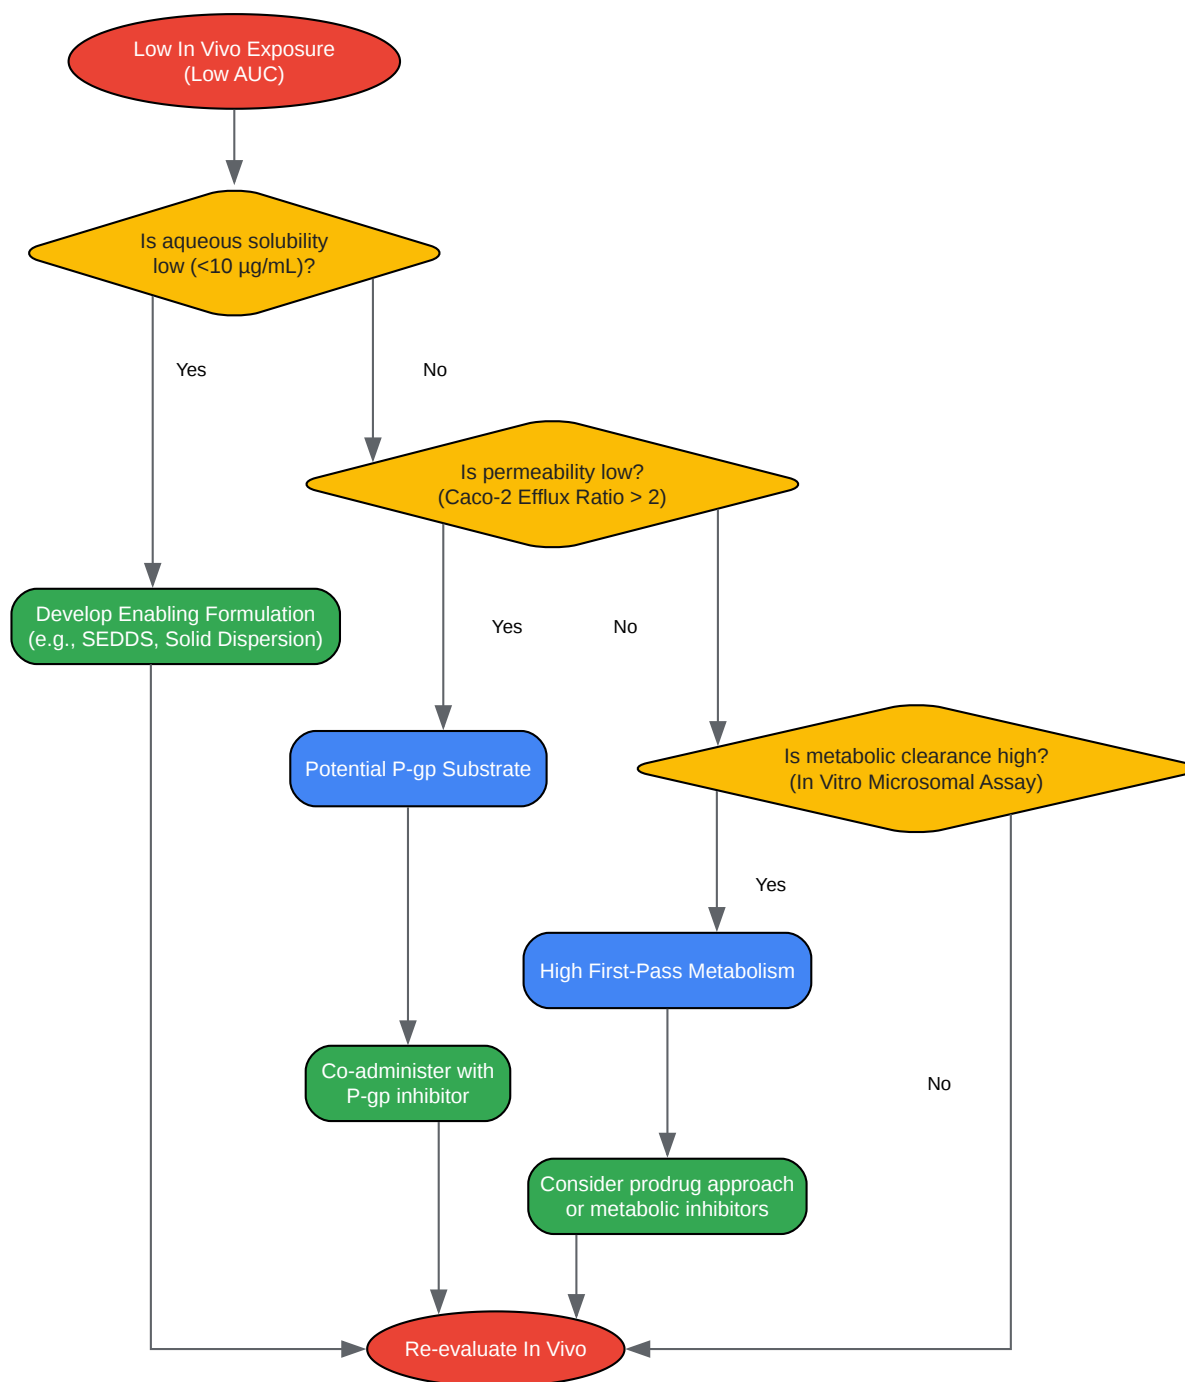 Low In Vivo Exposure
(Low AUC)
Is aqueous solubility
low (<10 µg/mL)?
Yes
No
Is permeability low?
(Caco-2 Efflux Ratio > 2)
Develop Enabling Formulation
(e.g., SEDDS, Solid Dispersion)
Yes
No
Potential P-gp Substrate
Is metabolic clearance high?
(In Vitro Microsomal Assay)
Yes
High First-Pass Metabolism
Co-administer with
P-gp inhibitor
No
Consider prodrug approach
or metabolic inhibitors
Re-evaluate In Vivo